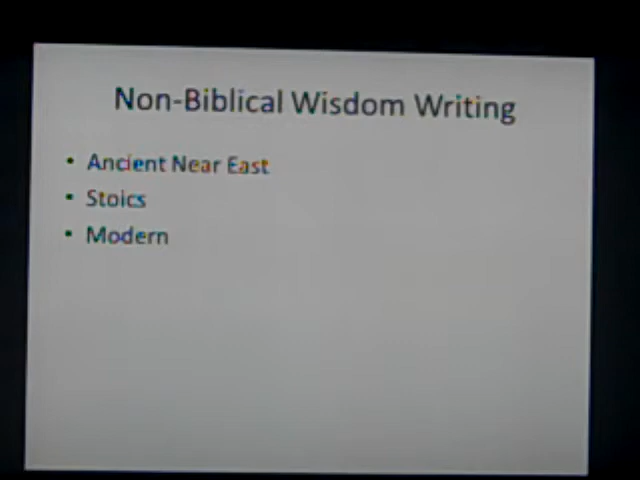 Non-Biblical Wisdom Writing
• Ancient Near East
• Stoics
• Modern